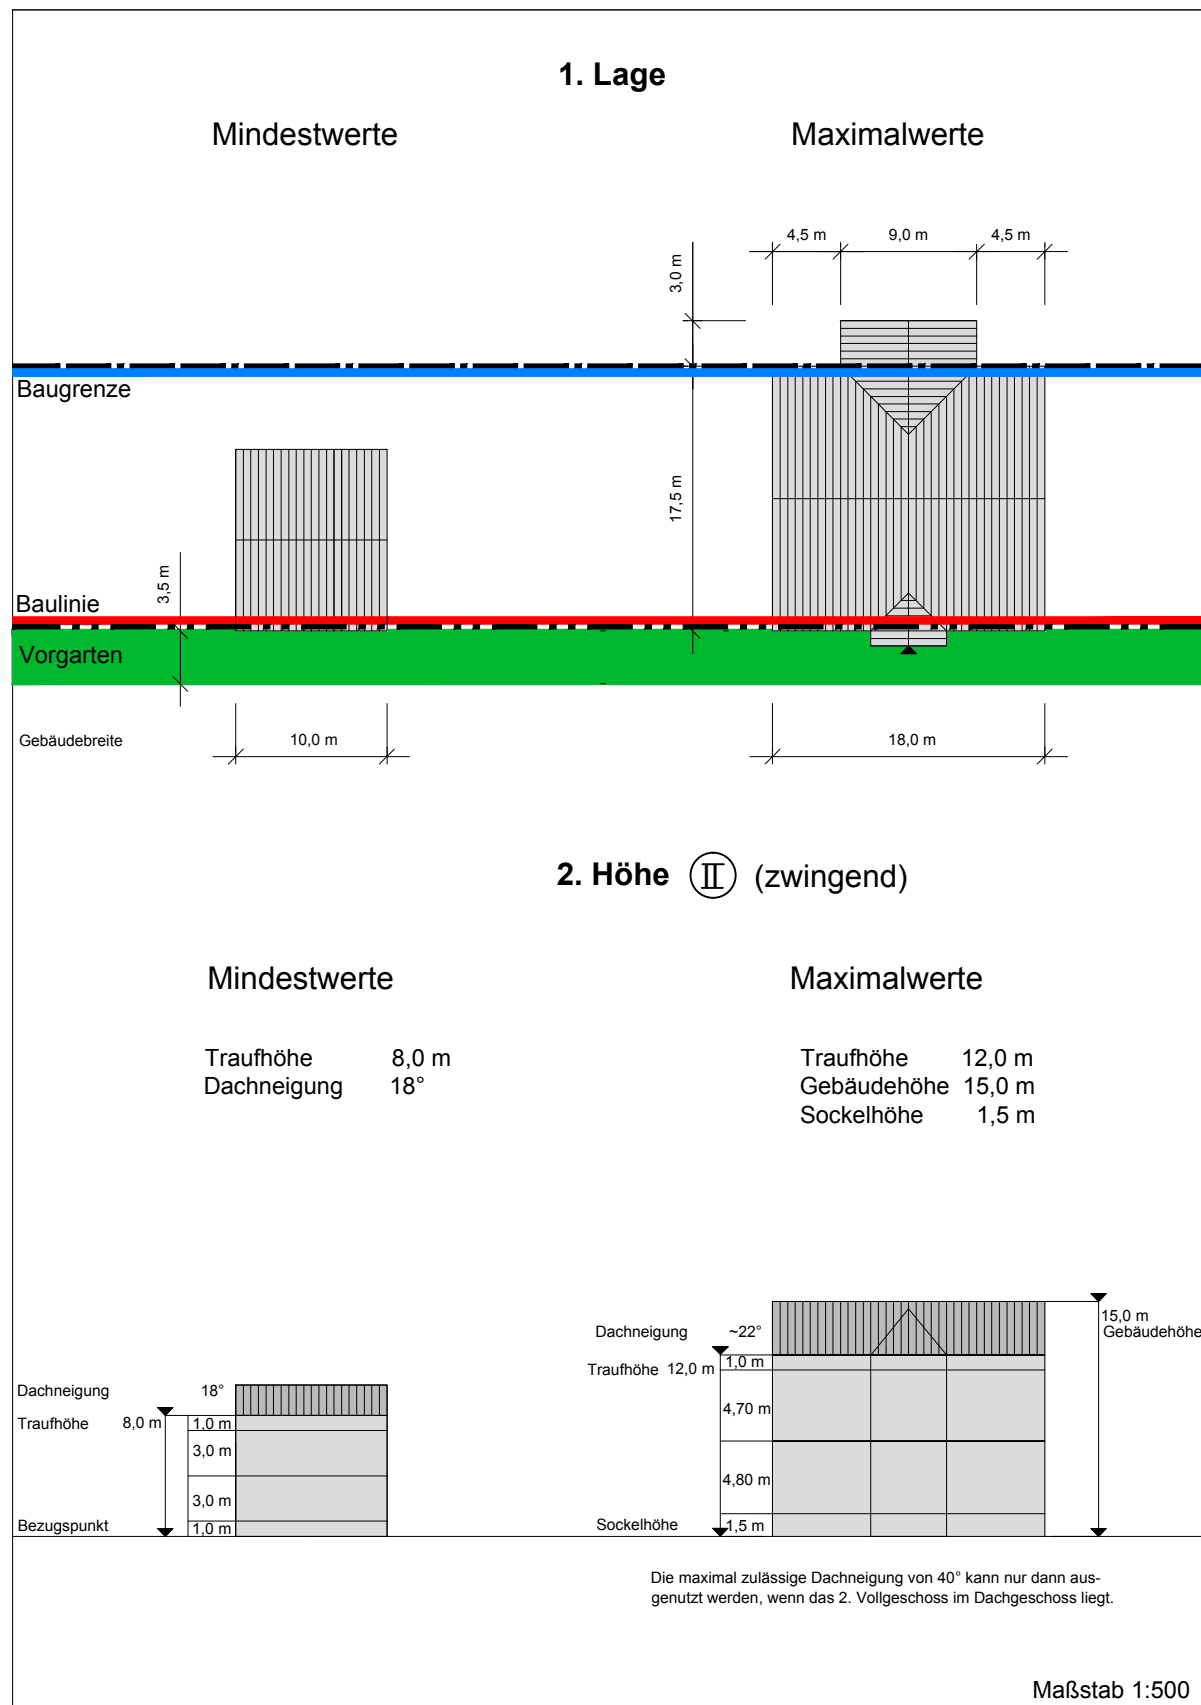 1. Lage
Mindestwerte
Maximalwerte
4,5 m
9,0 m
4,5 m
3,0 m
Baugrenze
17,5 m
3,5 m
Baulinie
Vorgarten
Gebäudebreite
10,0 m
18,0 m
2. Höhe II (zwingend)
Mindestwerte
Maximalwerte
Traufhöhe 8,0 m
Dachneigung 18°
Traufhöhe 12,0 m
Gebäudehöhe 15,0 m
Sockelhöhe 1,5 m
Dachneigung 18°
Traufhöhe 8,0 m
1,0 m
3,0 m
3,0 m
Bezugspunkt
1,0 m
15,0 m
Gebäudehöhe
Dachneigung ~22°
Traufhöhe 12,0 m
1,0 m
4,70 m
4,80 m
Sockelhöhe
1,5 m
Die maximal zulässige Dachneigung von 40° kann nur dann aus-
genutzt werden, wenn das 2. Vollgeschoss im Dachgeschoss liegt.
Maßstab 1:500